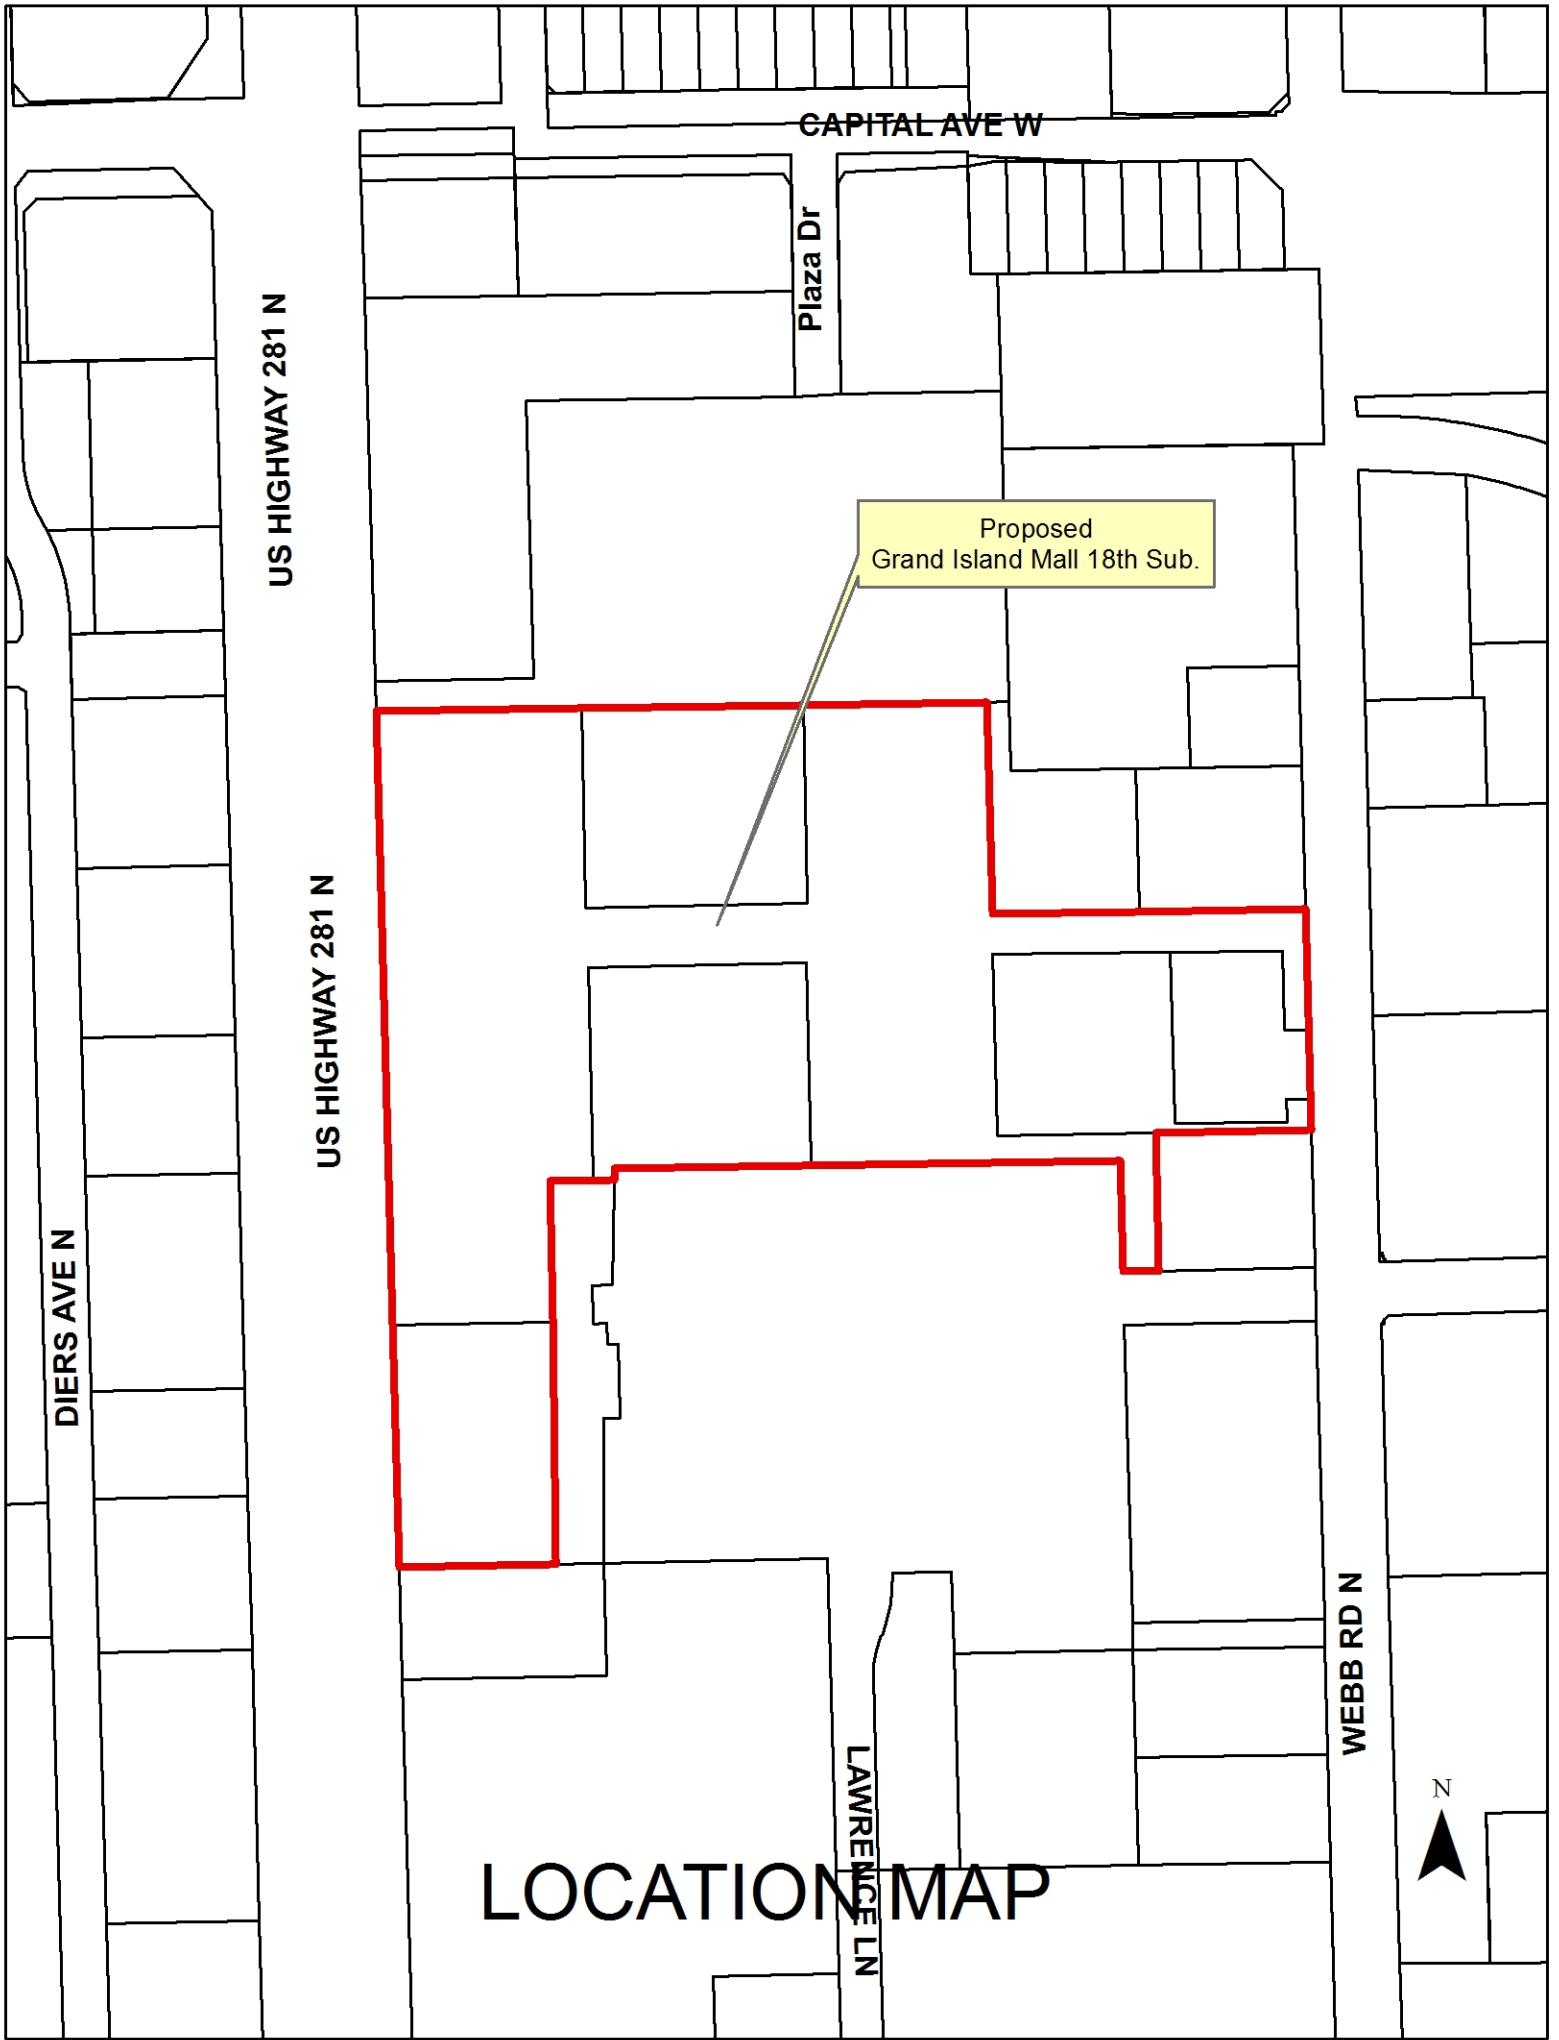 CAPITAL AVE W
Plaza Dr
US HIGHWAY 281 N
Proposed
Grand Island Mall 18th Sub.
US HIGHWAY 281 N
DIERS AVE N
WEBB RD N
LAWRENCE LN
N
LOCATION MAP